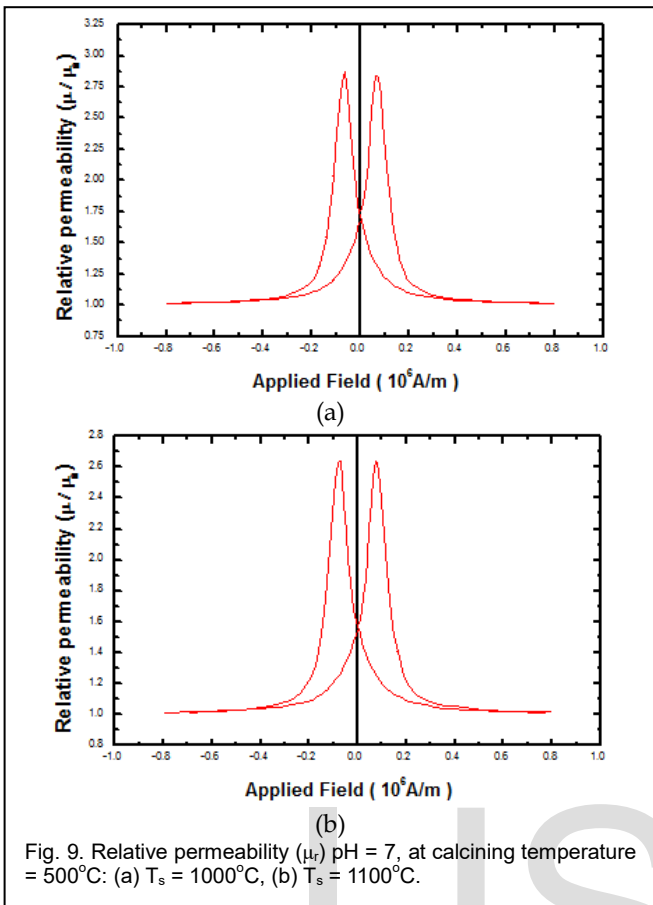 3.25
3.00
2.75
2.50
2.25
2.00
1.75
1.50
1.25
1.00
0.75
Relative permeability (μ / μ₀)
-1.0 -0.8 -0.6 -0.4 -0.2 0.0 0.2 0.4 0.6 0.8 1.0
Applied Field ( 10⁶A/m )
(a)
2.8
2.6
2.4
2.2
2.0
1.8
1.6
1.4
1.2
1.0
0.8
Relative permeability (μ / μ₀)
-1.0 -0.8 -0.6 -0.4 -0.2 0.0 0.2 0.4 0.6 0.8 1.0
Applied Field ( 10⁶A/m )
(b)
Fig. 9. Relative permeability (μᵣ) pH = 7, at calcining temperature
= 500°C: (a) Tₛ = 1000°C, (b) Tₛ = 1100°C.